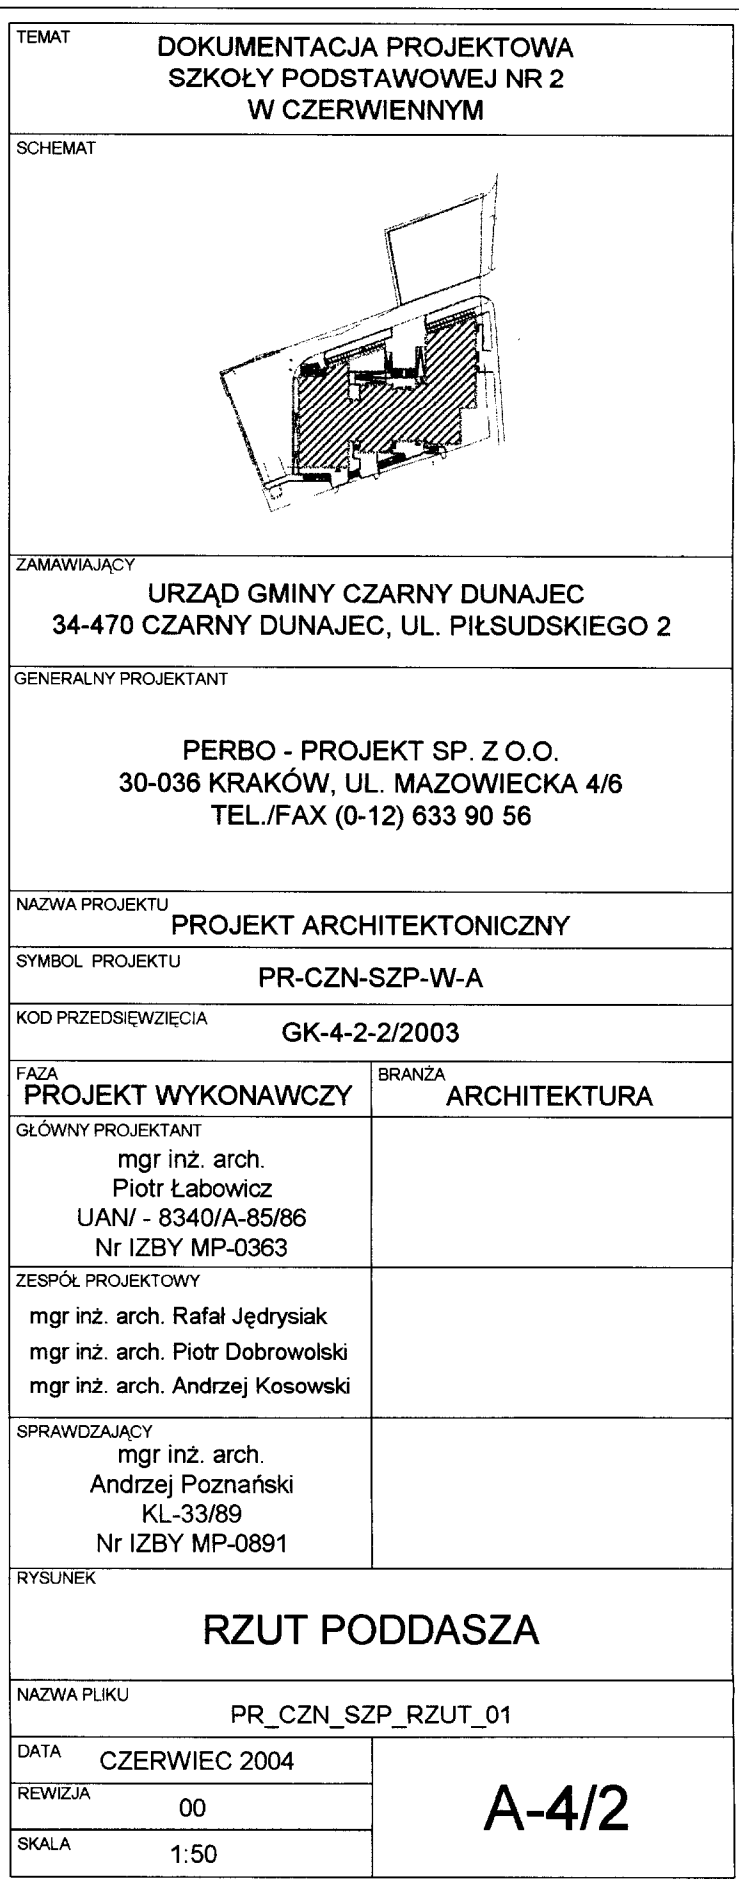 TEMAT
DOKUMENTACJA PROJEKTOWA
SZKOŁY PODSTAWOWEJ NR 2
W CZERWIENNYM
SCHEMAT
ZAMAWIAJĄCY
URZĄD GMINY CZARNY DUNAJEC
34-470 CZARNY DUNAJEC, UL. PIŁSUDSKIEGO 2
GENERALNY PROJEKTANT
PERBO - PROJEKT SP. Z O.O.
30-036 KRAKÓW, UL. MAZOWIECKA 4/6
TEL./FAX (0-12) 633 90 56
NAZWA PROJEKTU
PROJEKT ARCHITEKTONICZNY
SYMBOL PROJEKTU
PR-CZN-SZP-W-A
KOD PRZEDSIĘWZIĘCIA
GK-4-2-2/2003
FAZA
PROJEKT WYKONAWCZY
BRANŻA
ARCHITEKTURA
GŁÓWNY PROJEKTANT
mgr inż. arch.
Piotr Łabowicz
UAN/ - 8340/A-85/86
Nr IZBY MP-0363
ZESPÓŁ PROJEKTOWY
mgr inż. arch. Rafał Jędrysiak
mgr inż. arch. Piotr Dobrowolski
mgr inż. arch. Andrzej Kosowski
SPRAWDZAJĄCY
mgr inż. arch.
Andrzej Poznański
KL-33/89
Nr IZBY MP-0891
RYSUNEK
RZUT PODDASZA
NAZWA PLIKU
PR_CZN_SZP_RZUT_01
DATA
CZERWIEC 2004
REWIZJA
00
SKALA
1:50
A-4/2